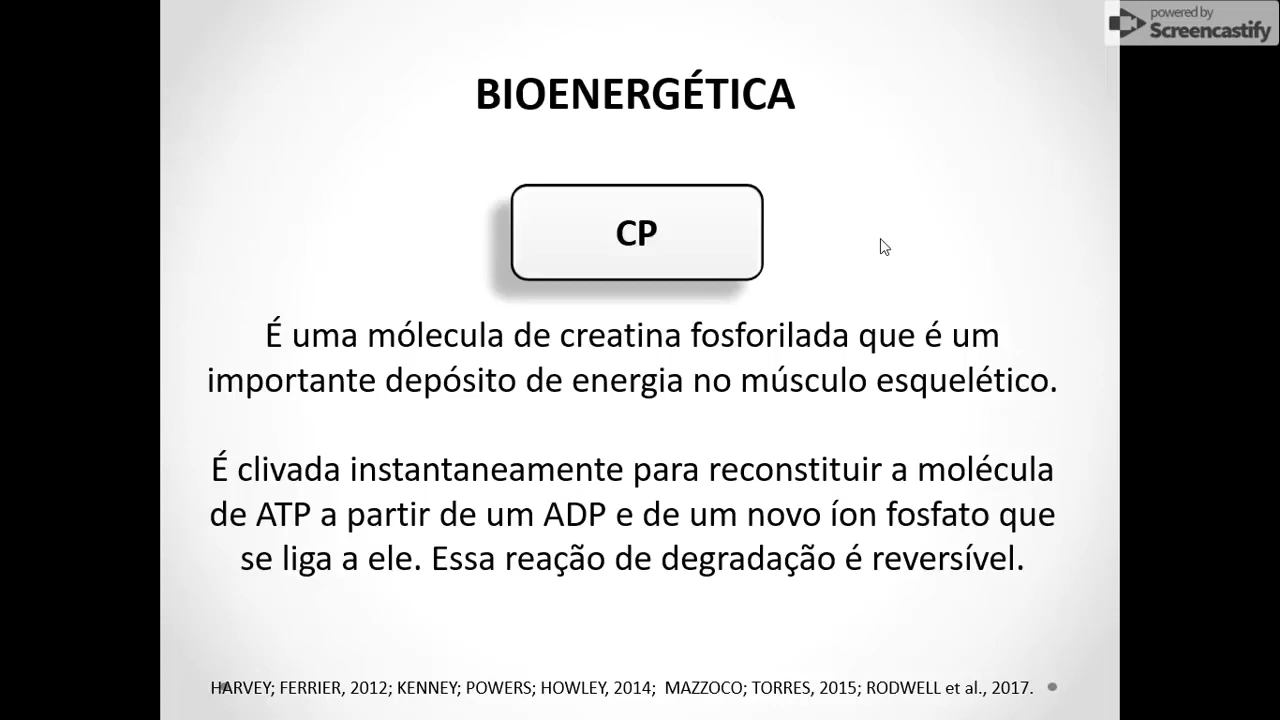 powered by
Screencastify
BIOENERGÉTICA
CP
É uma mólecula de creatina fosforilada que é um
importante depósito de energia no músculo esquelético.
É clivada instantaneamente para reconstituir a molécula
de ATP a partir de um ADP e de um novo íon fosfato que
se liga a ele. Essa reação de degradação é reversível.
HARVEY; FERRIER, 2012; KENNEY; POWERS; HOWLEY, 2014; MAZZOCO; TORRES, 2015; RODWELL et al., 2017.